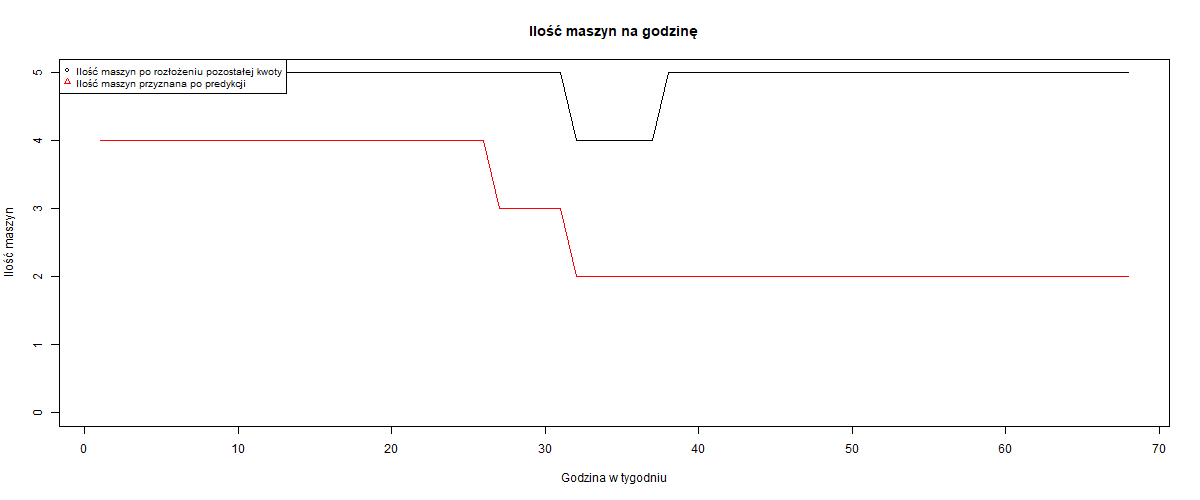 Ilość maszyn na godzinę
Ilość maszyn po rozłożeniu pozostałej kwoty
Ilość maszyn przyznana po predykcji
Ilość maszyn
5
4
3
2
1
0
0 10 20 30 40 50 60 70
Godzina w tygodniu